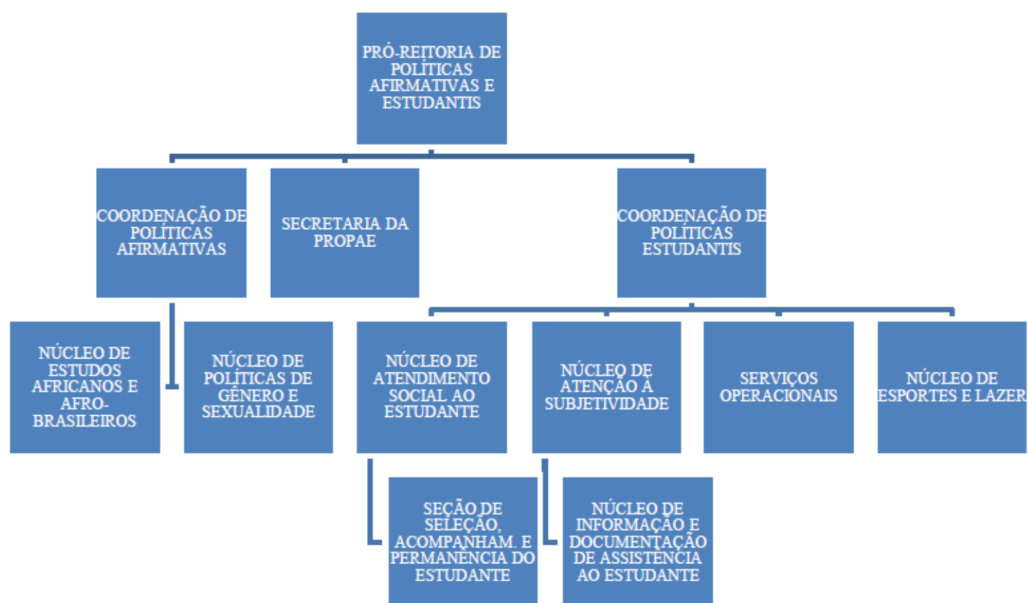 PRÓ-REITORIA DE
POLÍTICAS
AFIRMATIVAS E
ESTUDANTIS
COORDENAÇÃO DE
POLÍTICAS
AFIRMATIVAS
SECRETARIA DA
PROPAE
COORDENAÇÃO DE
POLÍTICAS
ESTUDANTIS
NÚCLEO DE
ESTUDOS
AFRICANOS E
AFRO-
BRASILEIROS
NÚCLEO DE
POLÍTICAS DE
GÊNERO E
SEXUALIDADE
NÚCLEO DE
ATENDIMENTO
SOCIAL AO
ESTUDANTE
NÚCLEO DE
ATENÇÃO À
SUBJETIVIDADE
SERVIÇOS
OPERACIONAIS
NÚCLEO DE
ESPORTES E LAZER
SEÇÃO DE
SELEÇÃO,
ACOMPANHAM. E
PERMANÊNCIA DO
ESTUDANTE
NÚCLEO DE
INFORMAÇÃO E
DOCUMENTAÇÃO
DE ASSISTÊNCIA
AO ESTUDANTE